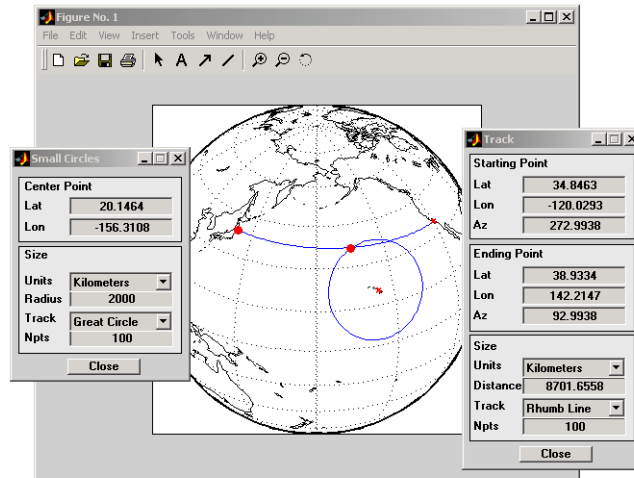 Figure No. 1
File Edit View Insert Tools Window Help
A
Small Circles
Center Point
Lat 20.1464
Lon -156.3108
Size
Units Kilometers
Radius 2000
Track Great Circle
Npts 100
Close
Track
Starting Point
Lat 34.8463
Lon -120.0293
Az 272.9938
Ending Point
Lat 38.9334
Lon 142.2147
Az 92.9938
Size
Units Kilometers
Distance 8701.6558
Track Rhumb Line
Npts 100
Close